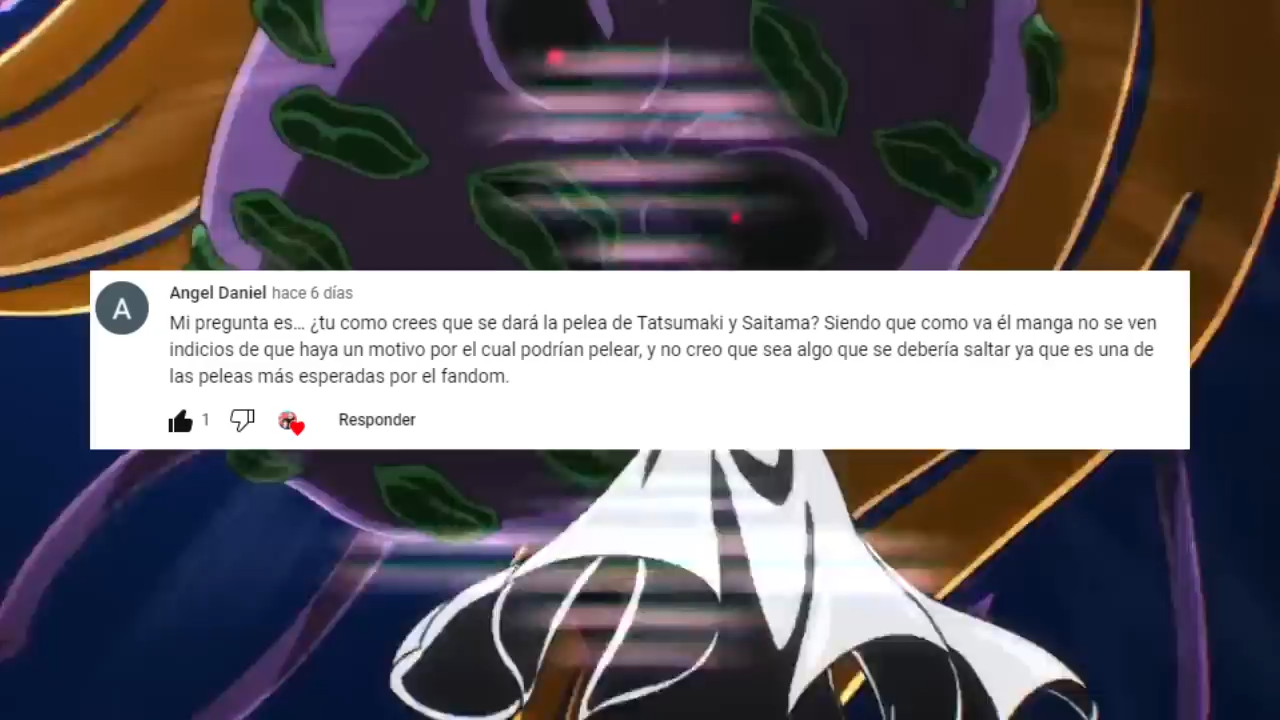 A
Angel Daniel hace 6 días
Mi pregunta es... ¿tu como crees que se dará la pelea de Tatsumaki y Saitama? Siendo que como va él manga no se ven
indicios de que haya un motivo por el cual podrían pelear, y no creo que sea algo que se debería saltar ya que es una de
las peleas más esperadas por el fandom.
1 Responder